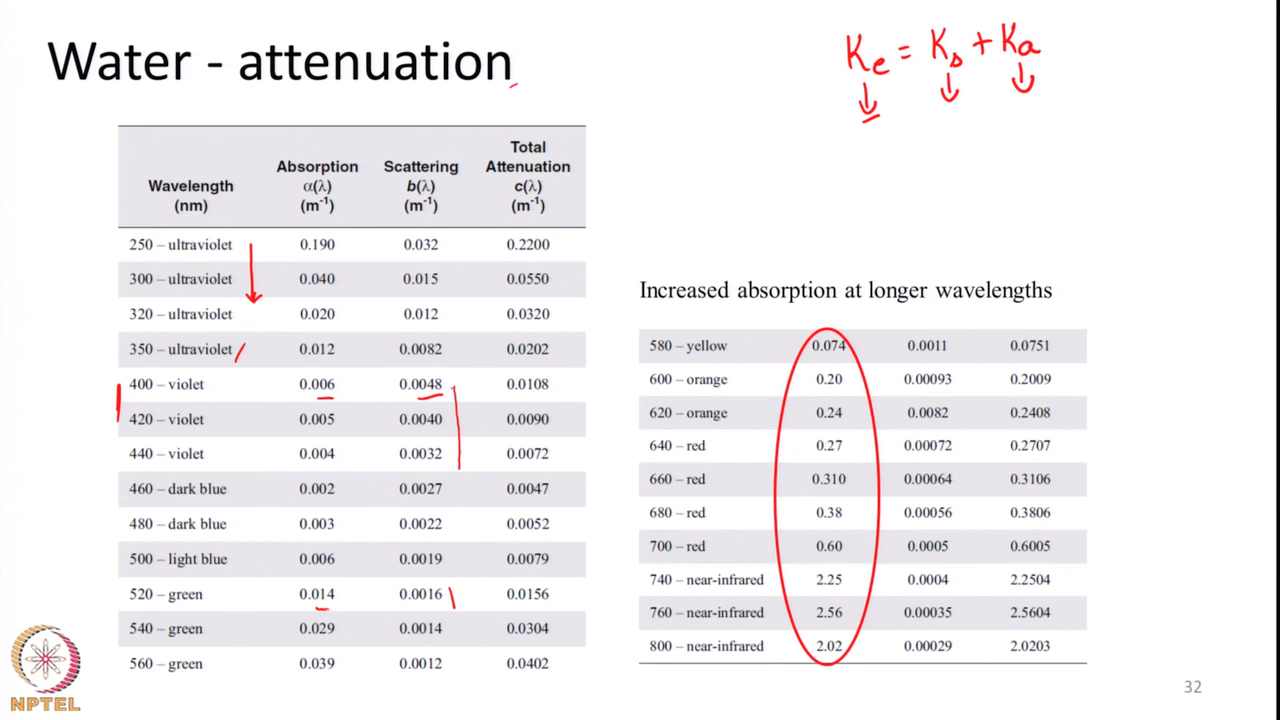 Water - attenuation
Ke = Ks + Ka
Wavelength (nm) Absorption α(λ) (m⁻¹) Scattering b(λ) (m⁻¹) Total Attenuation c(λ) (m⁻¹)
250 – ultraviolet 0.190 0.032 0.2200
300 – ultraviolet 0.040 0.015 0.0550
320 – ultraviolet 0.020 0.012 0.0320
350 – ultraviolet 0.012 0.0082 0.0202
400 – violet 0.006 0.0048 0.0108
420 – violet 0.005 0.0040 0.0090
440 – violet 0.004 0.0032 0.0072
460 – dark blue 0.002 0.0027 0.0047
480 – dark blue 0.003 0.0022 0.0052
500 – light blue 0.006 0.0019 0.0079
520 – green 0.014 0.0016 0.0156
540 – green 0.029 0.0014 0.0304
560 – green 0.039 0.0012 0.0402
Increased absorption at longer wavelengths
580 – yellow 0.074 0.0011 0.0751
600 – orange 0.20 0.00093 0.2009
620 – orange 0.24 0.0082 0.2408
640 – red 0.27 0.00072 0.2707
660 – red 0.310 0.00064 0.3106
680 – red 0.38 0.00056 0.3806
700 – red 0.60 0.0005 0.6005
740 – near-infrared 2.25 0.0004 2.2504
760 – near-infrared 2.56 0.00035 2.5604
800 – near-infrared 2.02 0.00029 2.0203
NPTEL
32